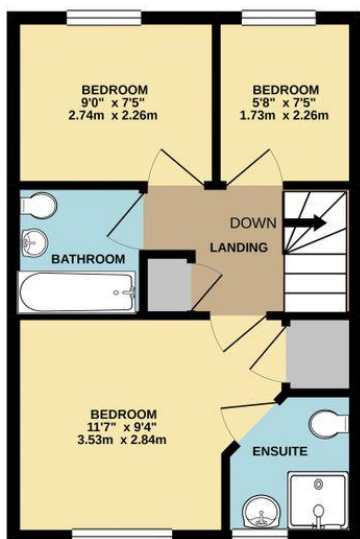 BEDROOM
9'0" x 7'5"
2.74m x 2.26m
BEDROOM
5'8" x 7'5"
1.73m x 2.26m
DOWN
LANDING
BATHROOM
BEDROOM
11'7" x 9'4"
3.53m x 2.84m
ENSUITE